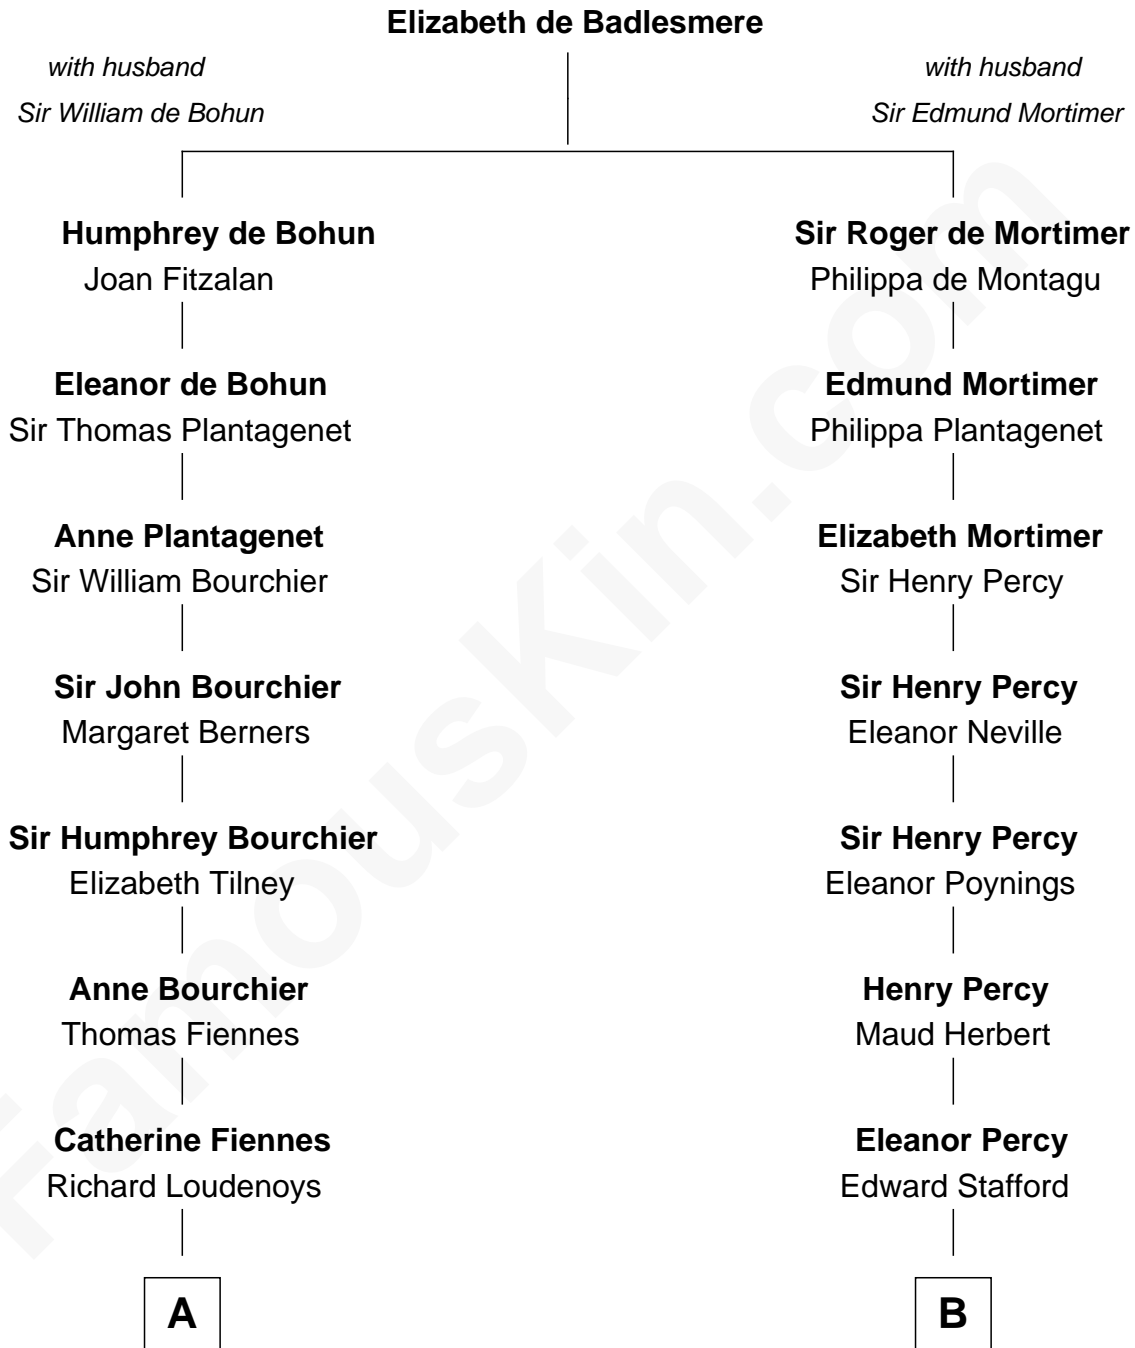 Elizabeth de Badlesmere
with husband
Sir William de Bohun
with husband
Sir Edmund Mortimer
Humphrey de Bohun
Joan Fitzalan
Eleanor de Bohun
Sir Thomas Plantagenet
Anne Plantagenet
Sir William Bourchier
Sir John Bourchier
Margaret Berners
Sir Humphrey Bourchier
Elizabeth Tilney
Anne Bourchier
Thomas Fiennes
Catherine Fiennes
Richard Loudenoys
A
Sir Roger de Mortimer
Philippa de Montagu
Edmund Mortimer
Philippa Plantagenet
Elizabeth Mortimer
Sir Henry Percy
Sir Henry Percy
Eleanor Neville
Sir Henry Percy
Eleanor Poynings
Henry Percy
Maud Herbert
Eleanor Percy
Edward Stafford
B
FamousKin.com